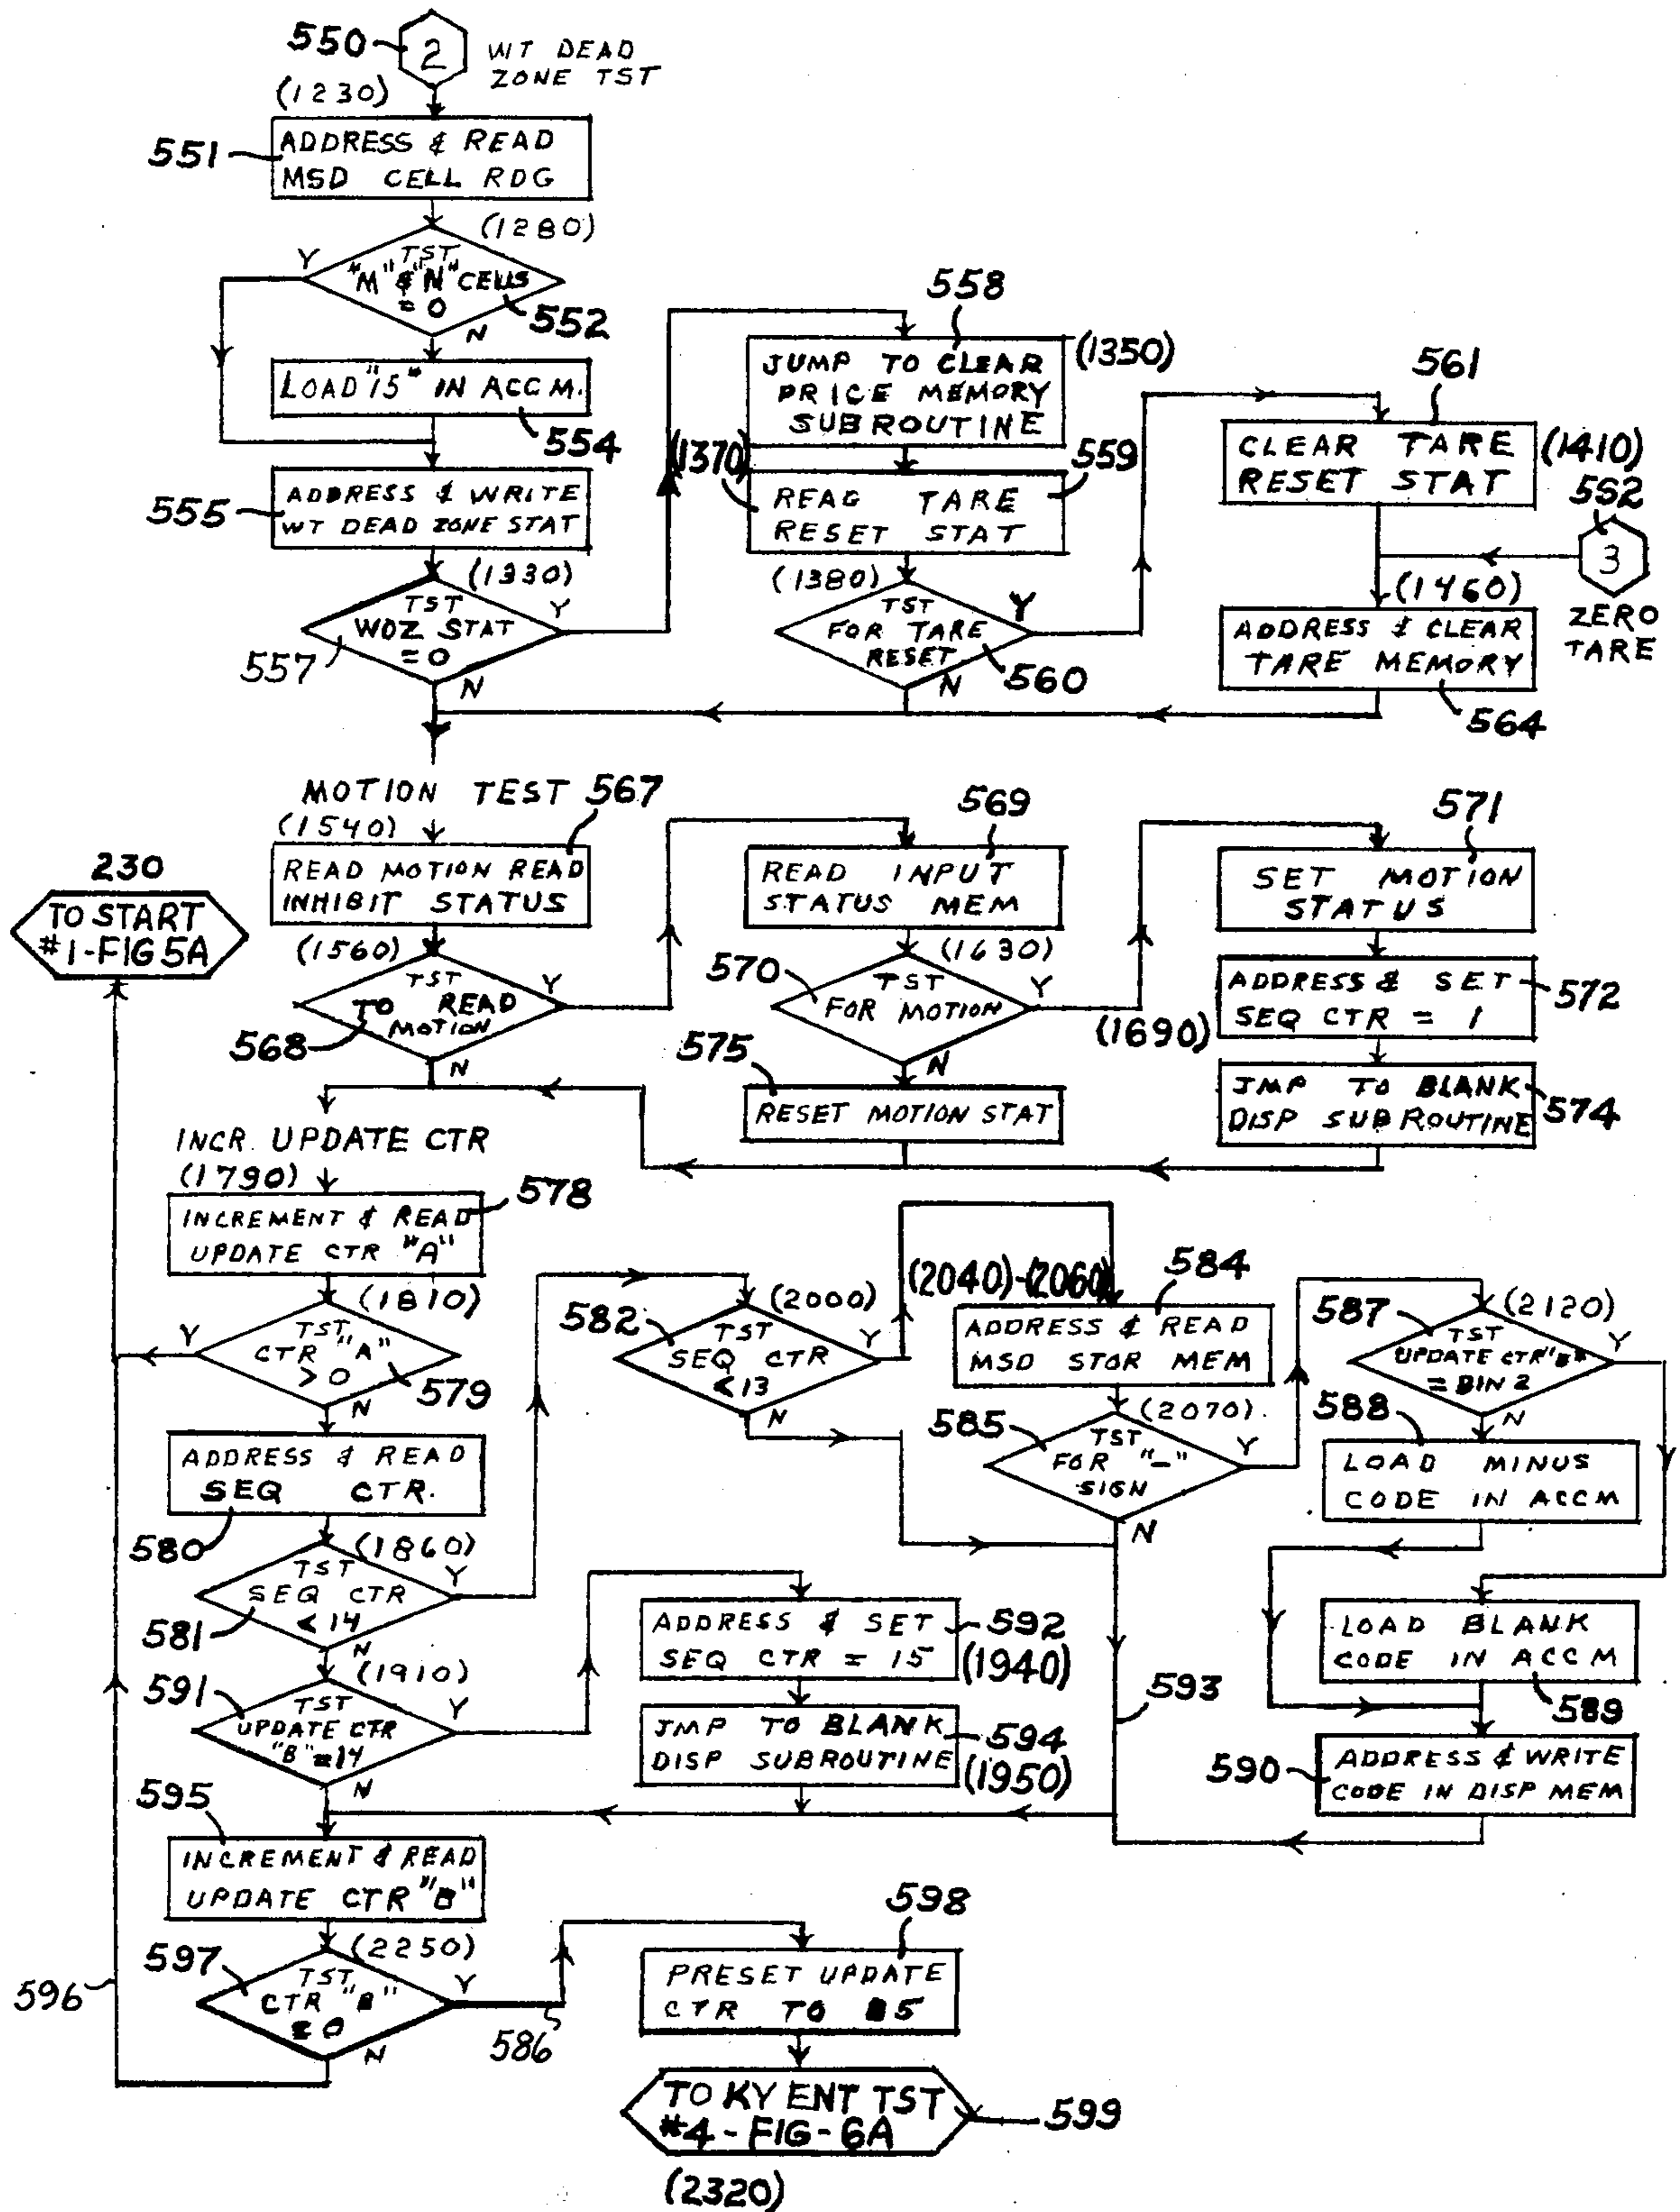 550
2
WT DEAD
ZONE TST
(1230)
551
ADDRESS & READ
MSD CELL RDG
(1280)
Y
TST
"M" & "N" CELLS
= 0
552
N
LOAD "15" IN ACCM.
554
555
ADDRESS & WRITE
WT DEAD ZONE STAT
(1330)
TST
WDZ STAT
= 0
Y
557
N
558
JUMP TO CLEAR
PRICE MEMORY
SUBROUTINE
(1350)
(1370)
559
READ TARE
RESET STAT
(1380)
TST
FOR TARE
RESET
Y
560
N
561
CLEAR TARE
RESET STAT
(1410)
562
3
ZERO
TARE
(1460)
ADDRESS & CLEAR
TARE MEMORY
564
MOTION TEST
567
(1540)
READ MOTION READ
INHIBIT STATUS
230
TO START
#1-FIG 5A
(1560)
TST
TO READ
MOTION
Y
568
N
569
READ INPUT
STATUS MEM
(1630)
570
TST
FOR MOTION
Y
N
575
RESET MOTION STAT
571
SET MOTION
STATUS
ADDRESS & SET
SEQ CTR = 1
572
(1690)
JMP TO BLANK
DISP SUBROUTINE
574
INCR. UPDATE CTR
(1790)
578
INCREMENT & READ
UPDATE CTR "A"
(1810)
Y
TST
CTR "A"
> 0
579
N
ADDRESS & READ
SEQ CTR.
580
(1860)
TST
SEQ CTR
< 14
Y
581
N
582
(2000)
TST
SEQ CTR
< 13
Y
N
(2040)-(2060)
584
ADDRESS & READ
MSD STOR MEM
(2070)
585
TST
FOR "-"
SIGN
Y
N
587
(2120)
TST
UPDATE CTR "B"
= BIN 2
Y
N
588
LOAD MINUS
CODE IN ACCM
LOAD BLANK
CODE IN ACCM
589
590
ADDRESS & WRITE
CODE IN DISP MEM
591
(1910)
TST
UPDATE CTR
"B" = 14
Y
N
ADDRESS & SET
SEQ CTR = 15
592
(1940)
JMP TO BLANK
DISP SUBROUTINE
594
(1950)
593
595
INCREMENT & READ
UPDATE CTR "B"
(2250)
597
TST
CTR "B"
= 0
Y
N
596
586
598
PRESET UPDATE
CTR TO B5
TO KY ENT TST
#4 - FIG - 6A
599
(2320)